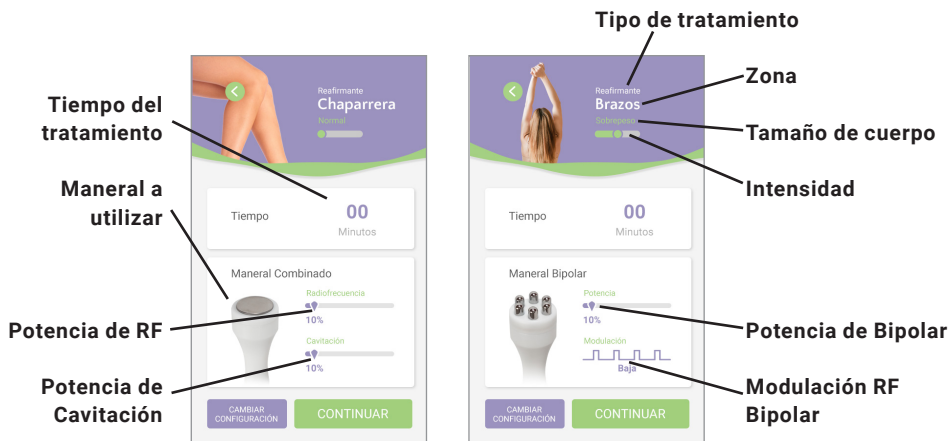 Tipo de tratamiento
Zona
Tamaño de cuerpo
Intensidad
Tiempo del
tratamiento
Maneral a
utilizar
Potencia de RF
Potencia de
Cavitación
Reafirmante
Chaparrera
Normal
Tiempo
00
Minutos
Maneral Combinado
Radiofrecuencia
10%
Cavitación
10%
CAMBIAR
CONFIGURACIÓN
CONTINUAR
Reafirmante
Brazos
Sobrepeso
Tiempo
00
Minutos
Maneral Bipolar
Potencia
10%
Modulación
Baja
CAMBIAR
CONFIGURACIÓN
CONTINUAR
Potencia de Bipolar
Modulación RF
Bipolar